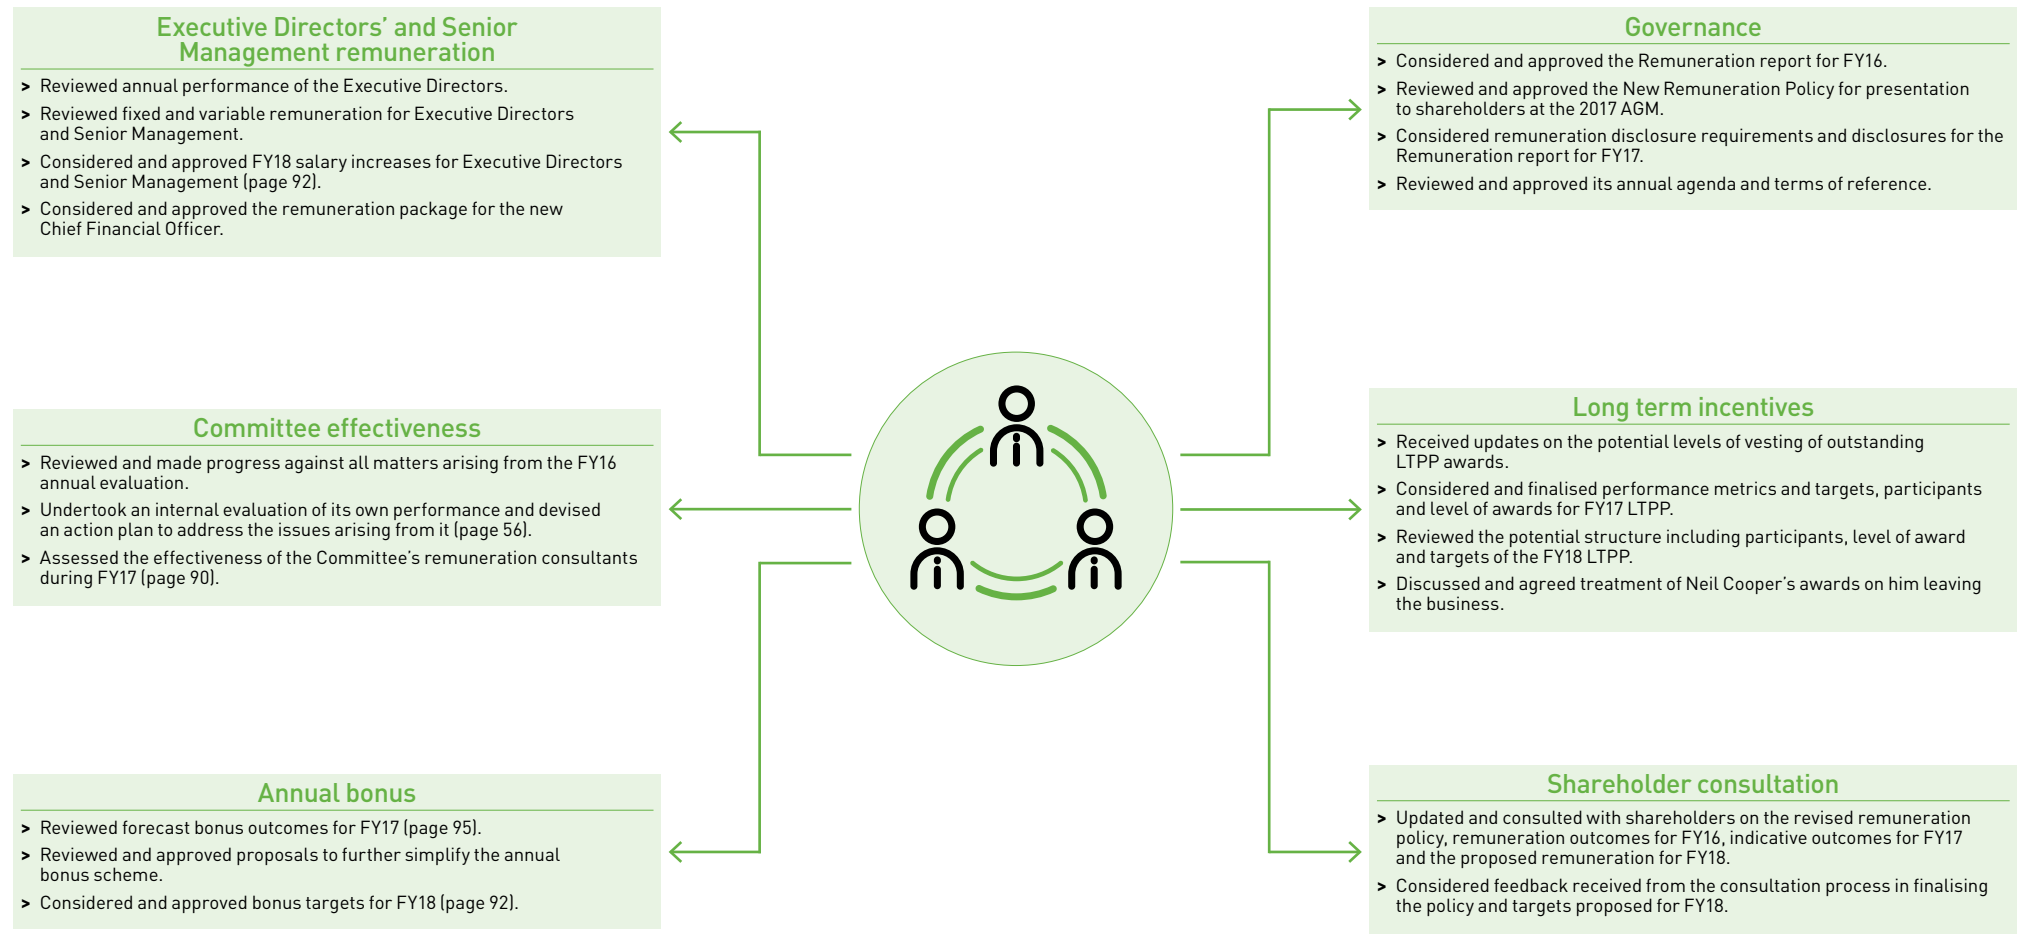 Executive Directors’ and Senior
Management remuneration
> Reviewed annual performance of the Executive Directors.
> Reviewed fixed and variable remuneration for Executive Directors
and Senior Management.
> Considered and approved FY18 salary increases for Executive Directors
and Senior Management (page 92).
> Considered and approved the remuneration package for the new
Chief Financial Officer.
Committee effectiveness
> Reviewed and made progress against all matters arising from the FY16
annual evaluation.
> Undertook an internal evaluation of its own performance and devised
an action plan to address the issues arising from it (page 56).
> Assessed the effectiveness of the Committee’s remuneration consultants
during FY17 (page 90).
Annual bonus
> Reviewed forecast bonus outcomes for FY17 (page 95).
> Reviewed and approved proposals to further simplify the annual
bonus scheme.
> Considered and approved bonus targets for FY18 (page 92).
Governance
> Considered and approved the Remuneration report for FY16.
> Reviewed and approved the New Remuneration Policy for presentation
to shareholders at the 2017 AGM.
> Considered remuneration disclosure requirements and disclosures for the
Remuneration report for FY17.
> Reviewed and approved its annual agenda and terms of reference.
Long term incentives
> Received updates on the potential levels of vesting of outstanding
LTPP awards.
> Considered and finalised performance metrics and targets, participants
and level of awards for FY17 LTPP.
> Reviewed the potential structure including participants, level of award
and targets of the FY18 LTPP.
> Discussed and agreed treatment of Neil Cooper’s awards on him leaving
the business.
Shareholder consultation
> Updated and consulted with shareholders on the revised remuneration
policy, remuneration outcomes for FY16, indicative outcomes for FY17
and the proposed remuneration for FY18.
> Considered feedback received from the consultation process in finalising
the policy and targets proposed for FY18.